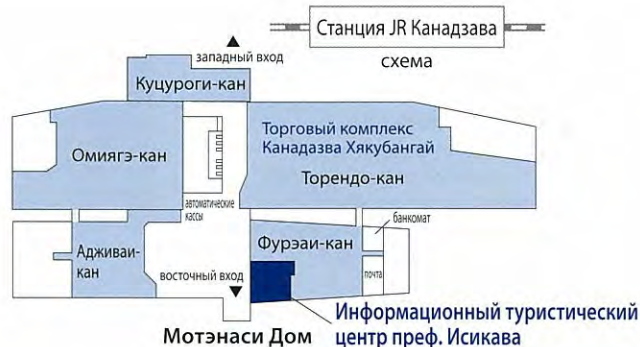 Станция JR Канадзава
схема
западный вход
Куцуроги-кан
Торговый комплекс
Канадазва Хякубангай
Омиягэ-кан
Торендо-кан
автоматические
кассы
банкомат
Фурэаи-кан
Адживаи-
кан
почта
восточный вход
Информационный туристический
центр преф. Исикава
Мотэнаси Дом